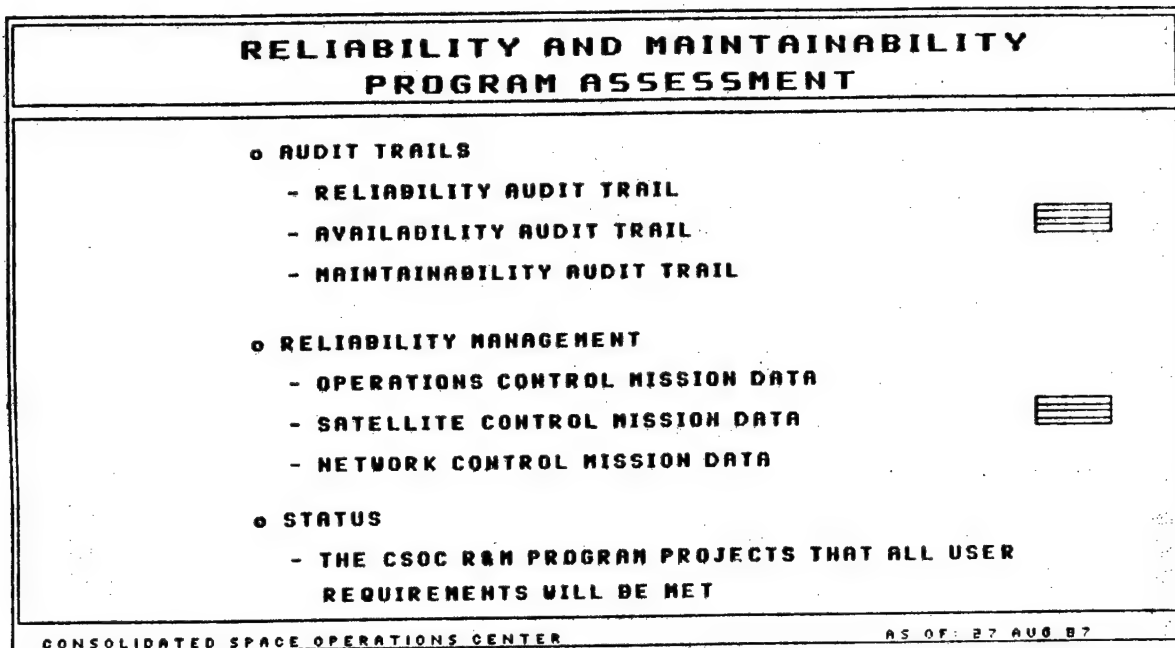 RELIABILITY AND MAINTAINABILITY
PROGRAM ASSESSMENT
o AUDIT TRAILS
- RELIABILITY AUDIT TRAIL
- AVAILABILITY AUDIT TRAIL
- MAINTAINABILITY AUDIT TRAIL
o RELIABILITY MANAGEMENT
- OPERATIONS CONTROL MISSION DATA
- SATELLITE CONTROL MISSION DATA
- NETWORK CONTROL MISSION DATA
o STATUS
- THE CSOC R&M PROGRAM PROJECTS THAT ALL USER
REQUIREMENTS WILL BE MET
CONSOLIDATED SPACE OPERATIONS CENTER
AS OF: 27 AUG 87